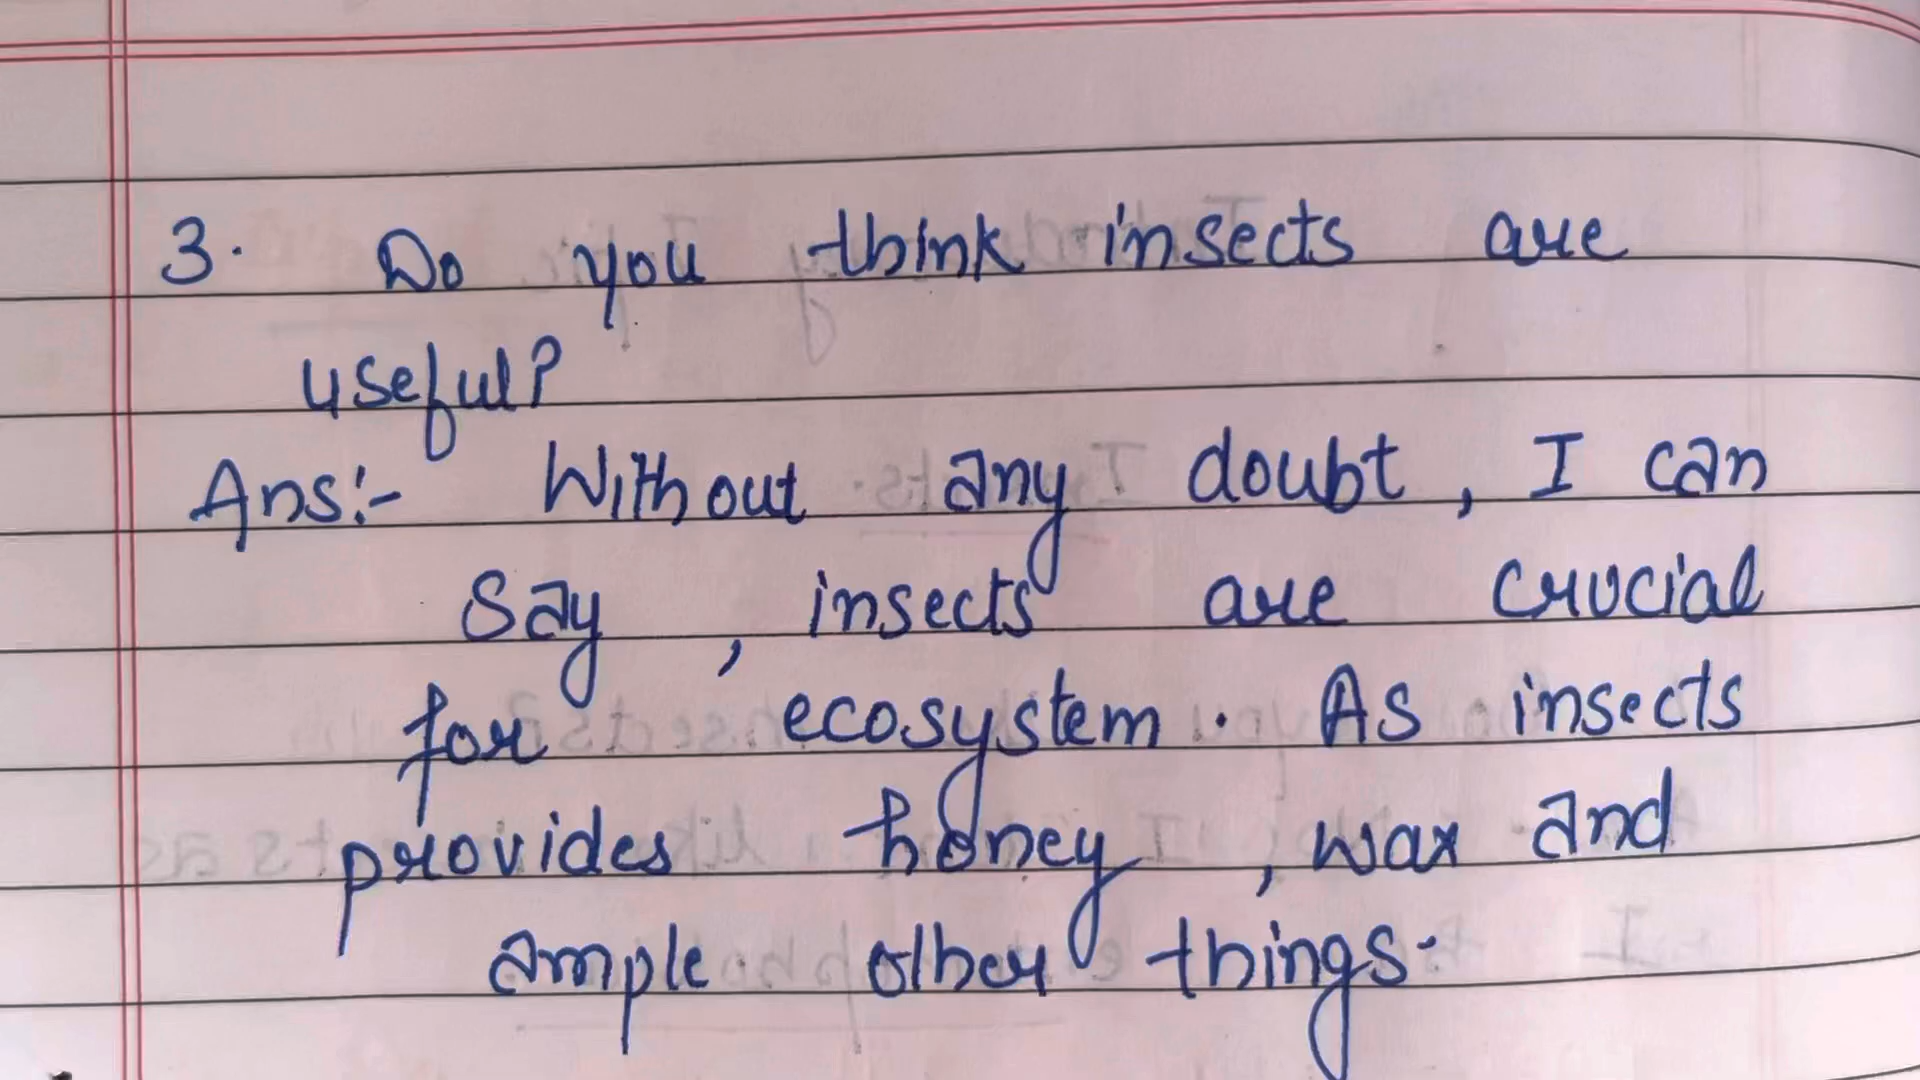 3. Do you think insects are
useful?
Ans:- Without any doubt, I can
say, insects are crucial
for ecosystem. As insects
provides honey, wax and
ample other things.